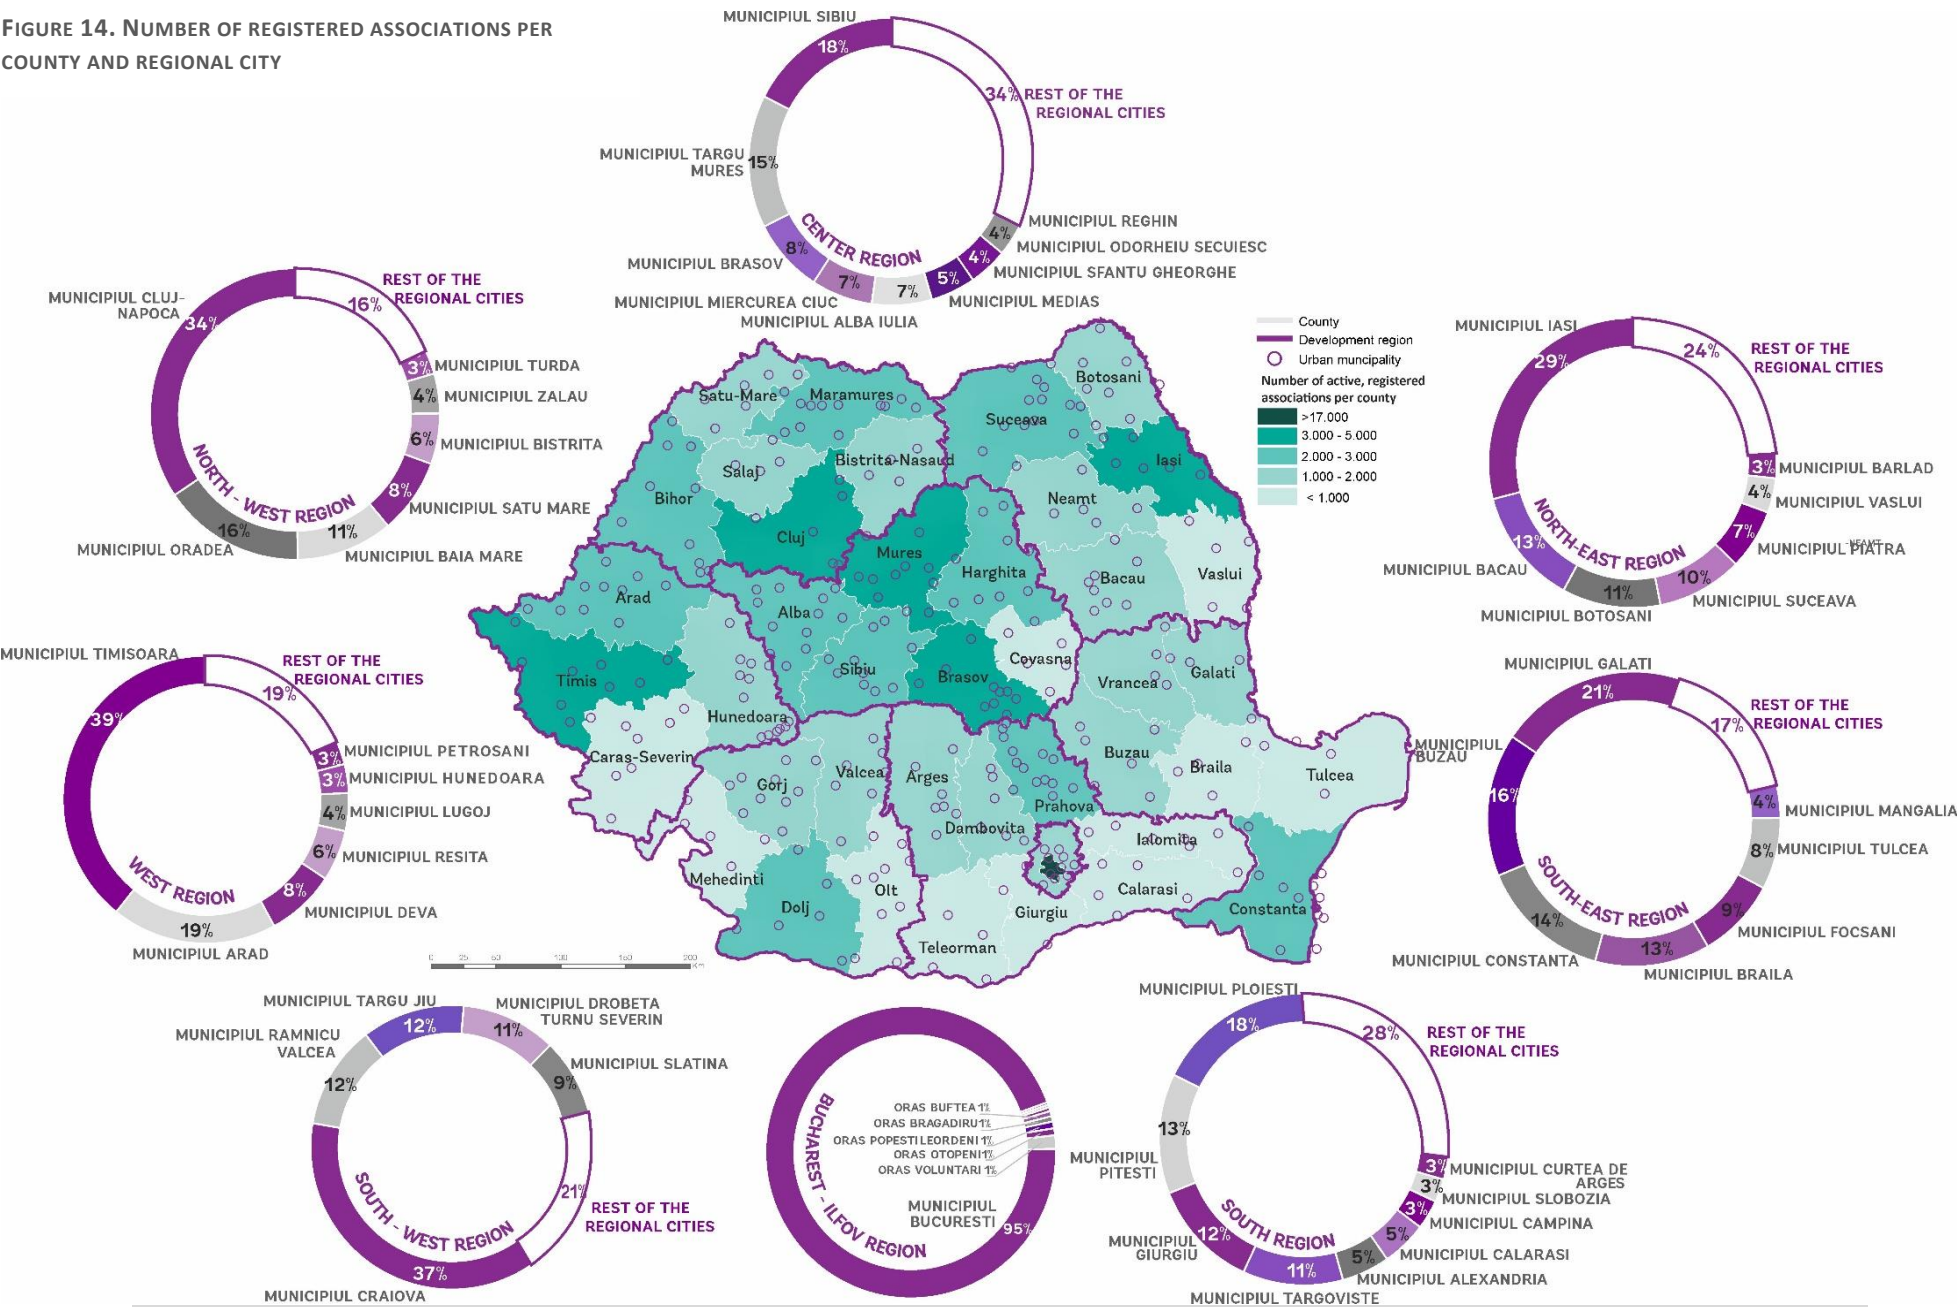 FIGURE 14. NUMBER OF REGISTERED ASSOCIATIONS PER
COUNTY AND REGIONAL CITY
MUNICIPIUL SIBIU
18%
34%
REST OF THE
REGIONAL CITIES
MUNICIPIUL TARGU
MURES
15%
CENTER REGION
8%
MUNICIPIUL BRASOV
7%
MUNICIPIUL MIERCUREA CIUC
7%
MUNICIPIUL ALBA IULIA
5%
MUNICIPIUL MEDIAS
4%
MUNICIPIUL SFANTU GHEORGHE
4%
MUNICIPIUL ODORHEIU SECUIESC
MUNICIPIUL REGHIN
MUNICIPIUL CLUJ-
NAPOCA
34%
16%
REST OF THE
REGIONAL CITIES
3%
MUNICIPIUL TURDA
4%
MUNICIPIUL ZALAU
6%
MUNICIPIUL BISTRITA
8%
MUNICIPIUL SATU MARE
11%
MUNICIPIUL BAIA MARE
16%
MUNICIPIUL ORADEA
NORTH - WEST REGION
County
Development region
Urban muncipality
Number of active, registered
associations per county
>17.000
3.000 - 5.000
2.000 - 3.000
1.000 - 2.000
< 1.000
MUNICIPIUL IASI
29%
24%
REST OF THE
REGIONAL CITIES
3%
MUNICIPIUL BARLAD
4%
MUNICIPIUL VASLUI
7%
MUNICIPIUL PIATRA
10%
MUNICIPIUL SUCEAVA
11%
MUNICIPIUL BOTOSANI
13%
MUNICIPIUL BACAU
NORTH-EAST REGION
Botosani
Satu-Mare
Maramures
Suceava
Iasi
Bistrita-Nasaud
Salaj
Bihor
Neamt
Cluj
Mures
Harghita
Bacau
Vaslui
Arad
Alba
Timis
Sibiu
Brasov
Covasna
Vrancea
Galati
Hunedoara
Caras-Severin
Gorj
Valcea
Arges
Prahova
Buzau
Braila
Tulcea
Dambovita
Ialomita
Mehedinti
Dolj
Olt
Calarasi
Giurgiu
Constanta
Teleorman
0 25 50 100 150 200
Km
MUNICIPIUL TIMISOARA
39%
19%
REST OF THE
REGIONAL CITIES
3%
MUNICIPIUL PETROSANI
3%
MUNICIPIUL HUNEDOARA
4%
MUNICIPIUL LUGOJ
6%
MUNICIPIUL RESITA
8%
MUNICIPIUL DEVA
19%
MUNICIPIUL ARAD
WEST REGION
MUNICIPIUL GALATI
21%
17%
REST OF THE
REGIONAL CITIES
MUNICIPIUL
BUZAU
16%
4%
MUNICIPIUL MANGALIA
8%
MUNICIPIUL TULCEA
9%
MUNICIPIUL FOCSANI
13%
MUNICIPIUL BRAILA
14%
MUNICIPIUL CONSTANTA
SOUTH-EAST REGION
MUNICIPIUL TARGU JIU
12%
MUNICIPIUL DROBETA
TURNU SEVERIN
11%
MUNICIPIUL RAMNICU
VALCEA
12%
MUNICIPIUL SLATINA
9%
21%
REST OF THE
REGIONAL CITIES
SOUTH - WEST REGION
37%
MUNICIPIUL CRAIOVA
BUCHAREST - ILFOV REGION
ORAS BUFTEA 1%
ORAS BRAGADIRU 1%
ORAS POPESTI LEORDENI 1%
ORAS OTOPENI 1%
ORAS VOLUNTARI 1%
MUNICIPIUL
BUCURESTI
95%
MUNICIPIUL PLOIESTI
18%
28%
REST OF THE
REGIONAL CITIES
13%
MUNICIPIUL
PITESTI
3%
MUNICIPIUL CURTEA DE
ARGES
3%
MUNICIPIUL SLOBOZIA
3%
MUNICIPIUL CAMPINA
5%
MUNICIPIUL CALARASI
5%
MUNICIPIUL ALEXANDRIA
11%
MUNICIPIUL TARGOVISTE
12%
MUNICIPIUL
GIURGIU
SOUTH REGION